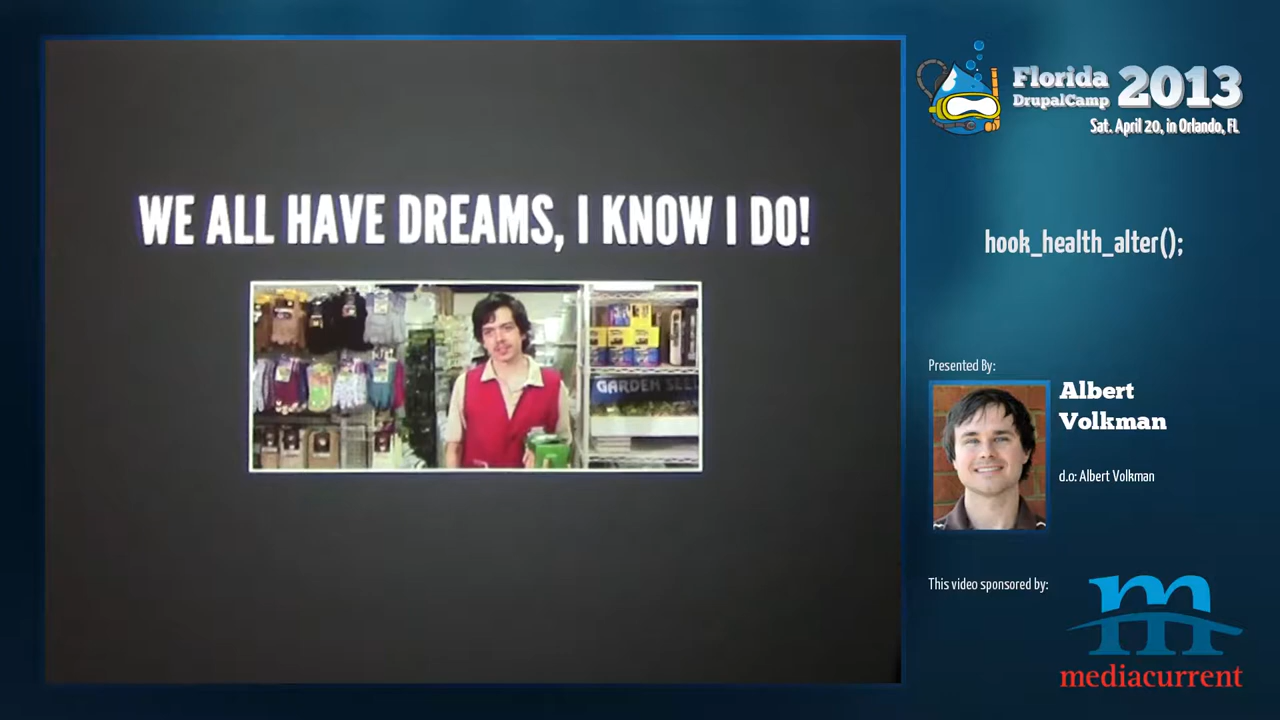 WE ALL HAVE DREAMS, I KNOW I DO!
GARDEN SEE
Florida
DrupalCamp
2013
Sat. April 20, in Orlando, FL
hook_health_alter();
Presented By:
Albert
Volkman
d.o: Albert Volkman
This video sponsored by:
m
mediacurrent